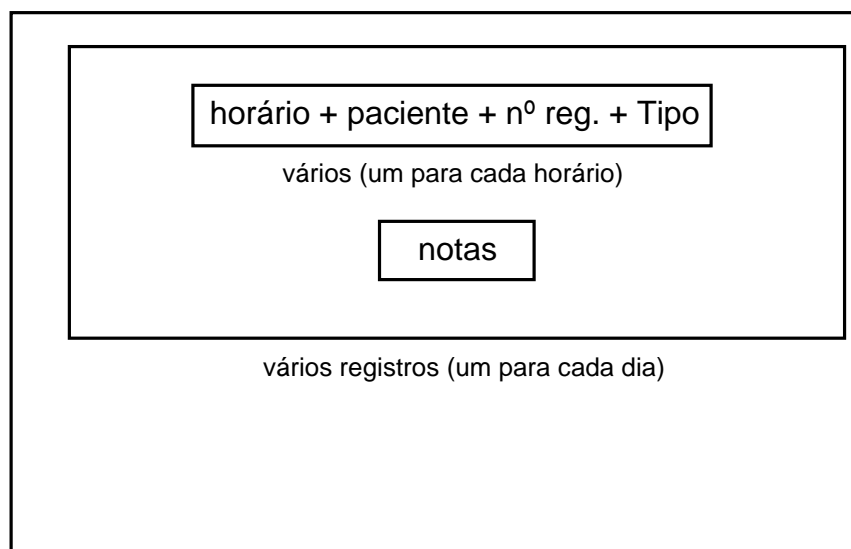 horário + paciente + nº reg. + Tipo
vários (um para cada horário)
notas
vários registros (um para cada dia)